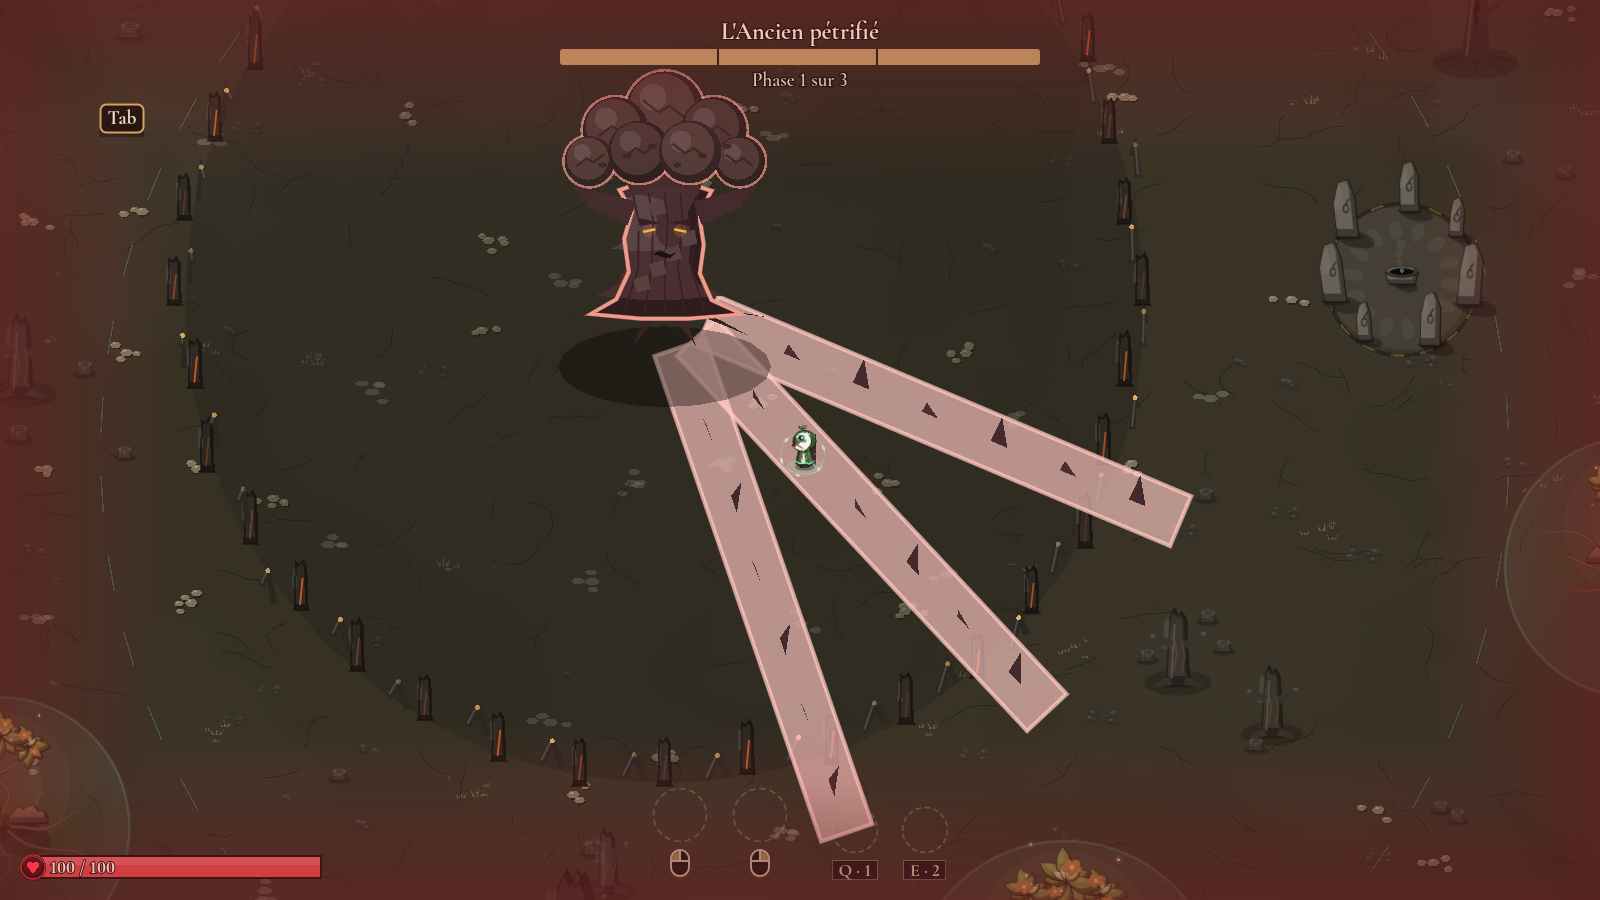 L'Ancien pétrifié
Phase 1 sur 3
Tab
100 / 100
Q · 1
E · 2